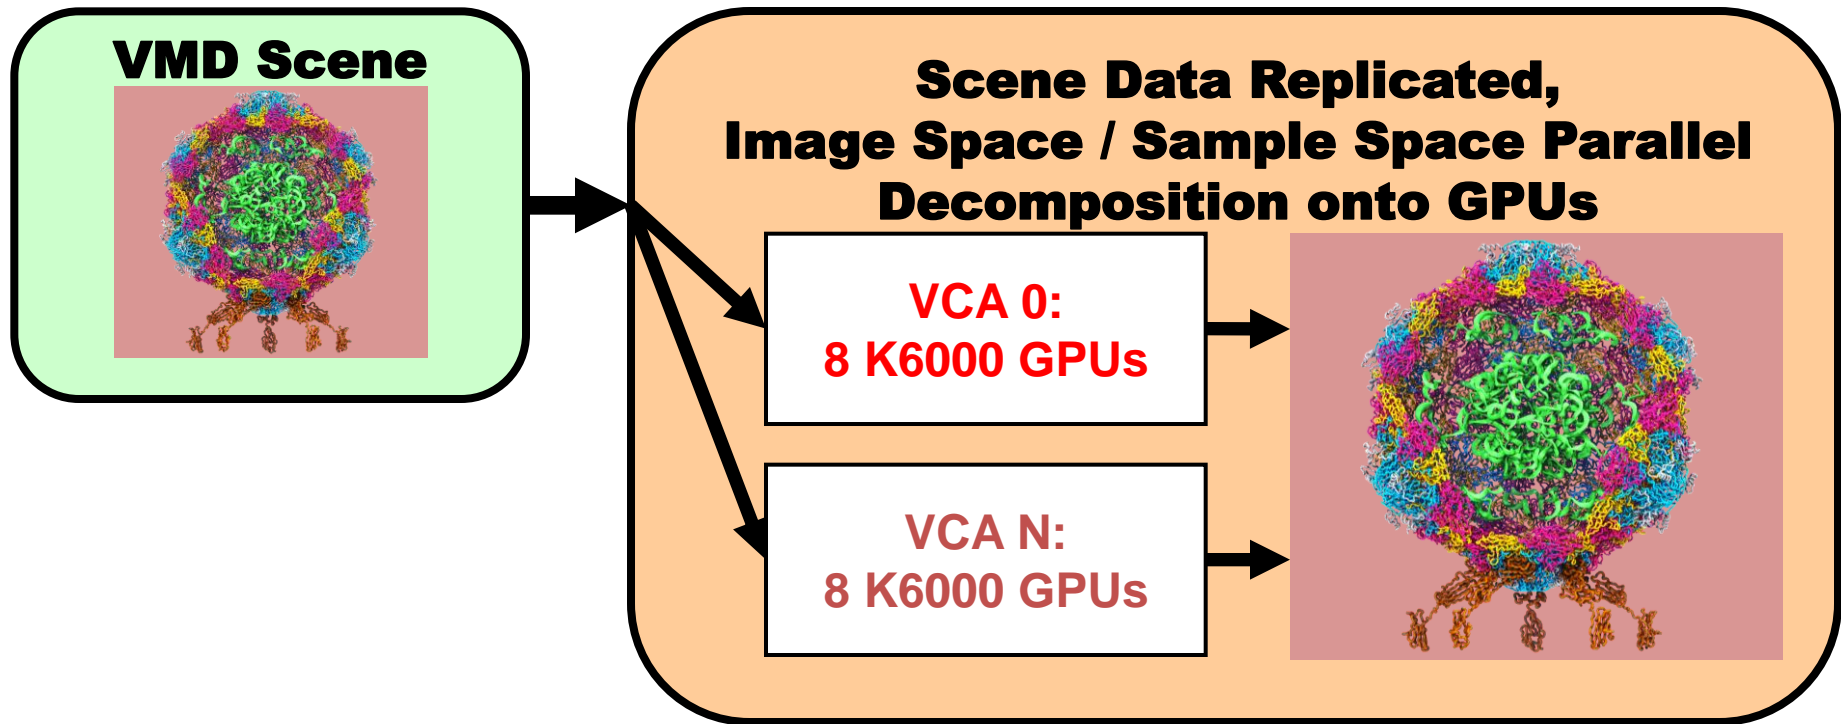 VMD Scene
Scene Data Replicated,
Image Space / Sample Space Parallel
Decomposition onto GPUs
VCA 0:
8 K6000 GPUs
VCA N:
8 K6000 GPUs